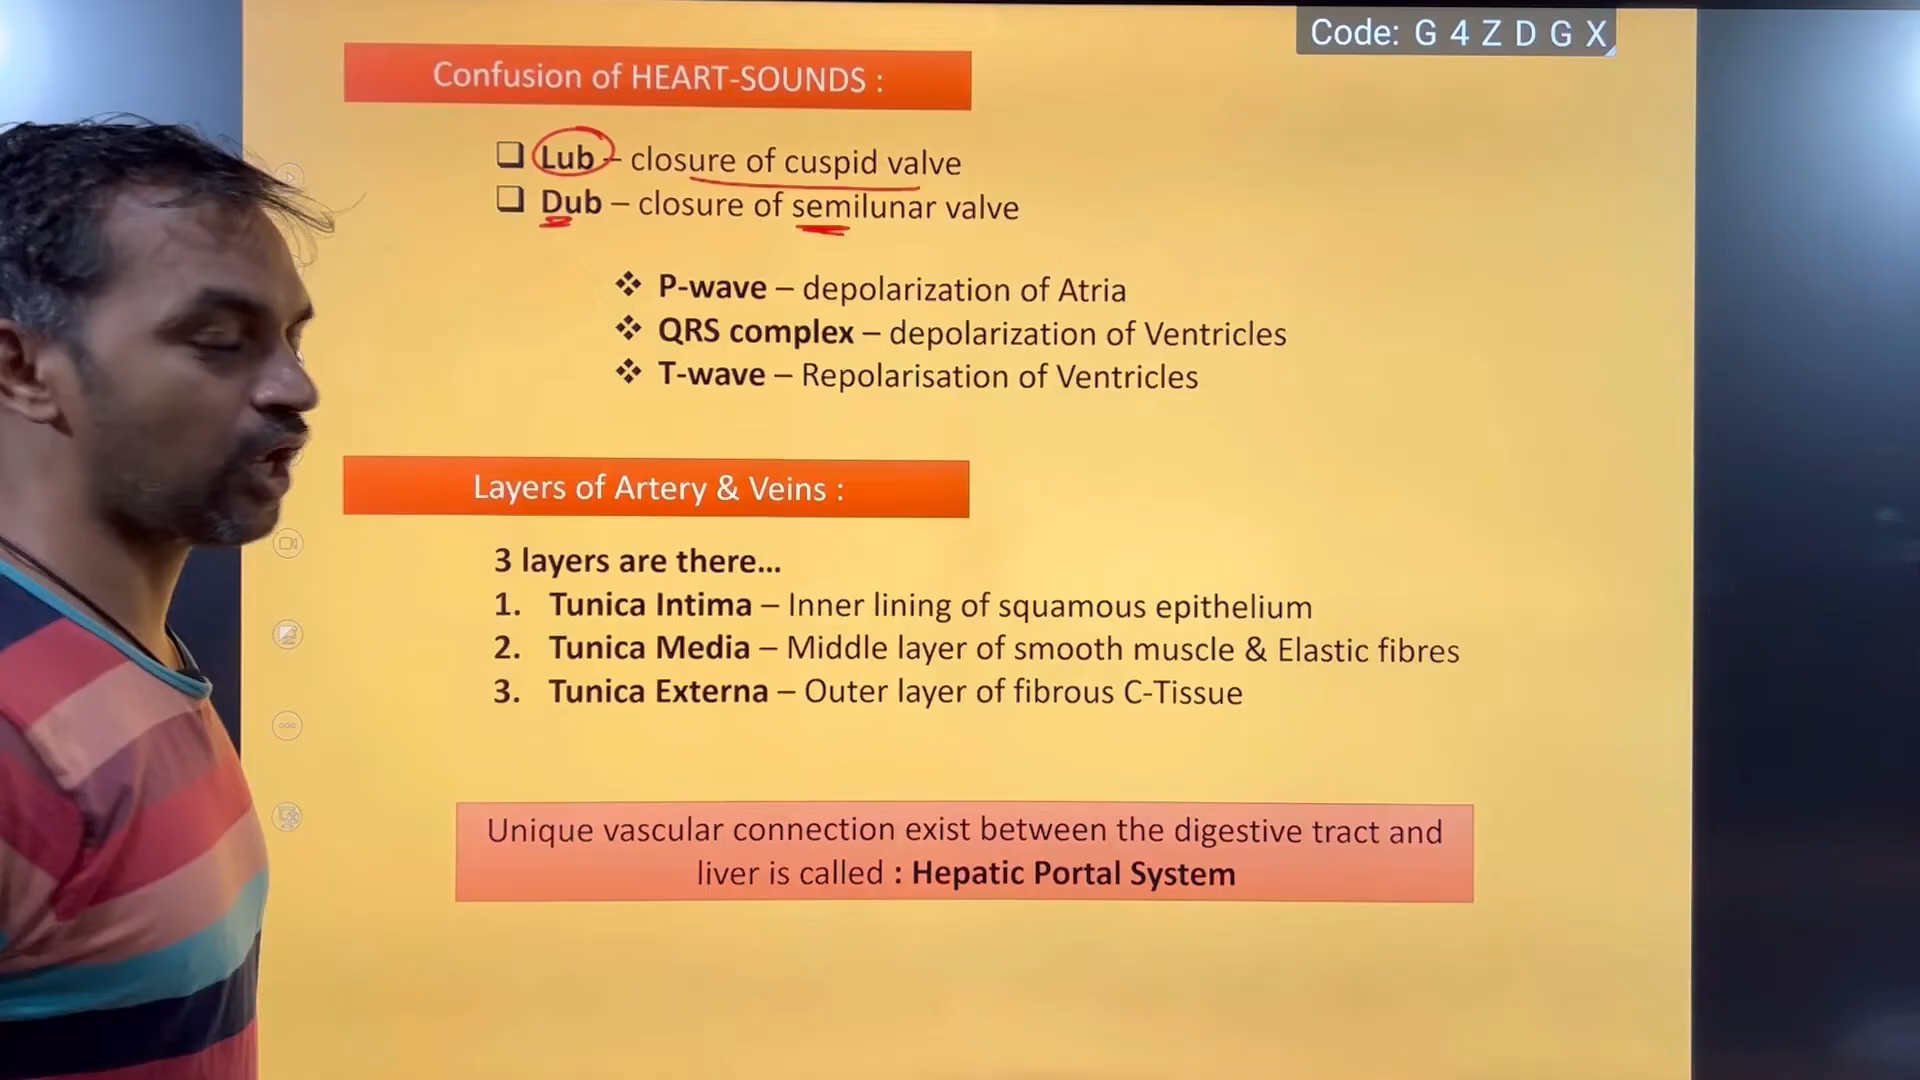 Code: G 4 Z D G X
Confusion of HEART-SOUNDS :
Lub – closure of cuspid valve
Dub – closure of semilunar valve
P-wave – depolarization of Atria
QRS complex – depolarization of Ventricles
T-wave – Repolarisation of Ventricles
Layers of Artery & Veins :
3 layers are there...
1. Tunica Intima – Inner lining of squamous epithelium
2. Tunica Media – Middle layer of smooth muscle & Elastic fibres
3. Tunica Externa – Outer layer of fibrous C-Tissue
Unique vascular connection exist between the digestive tract and
liver is called : Hepatic Portal System